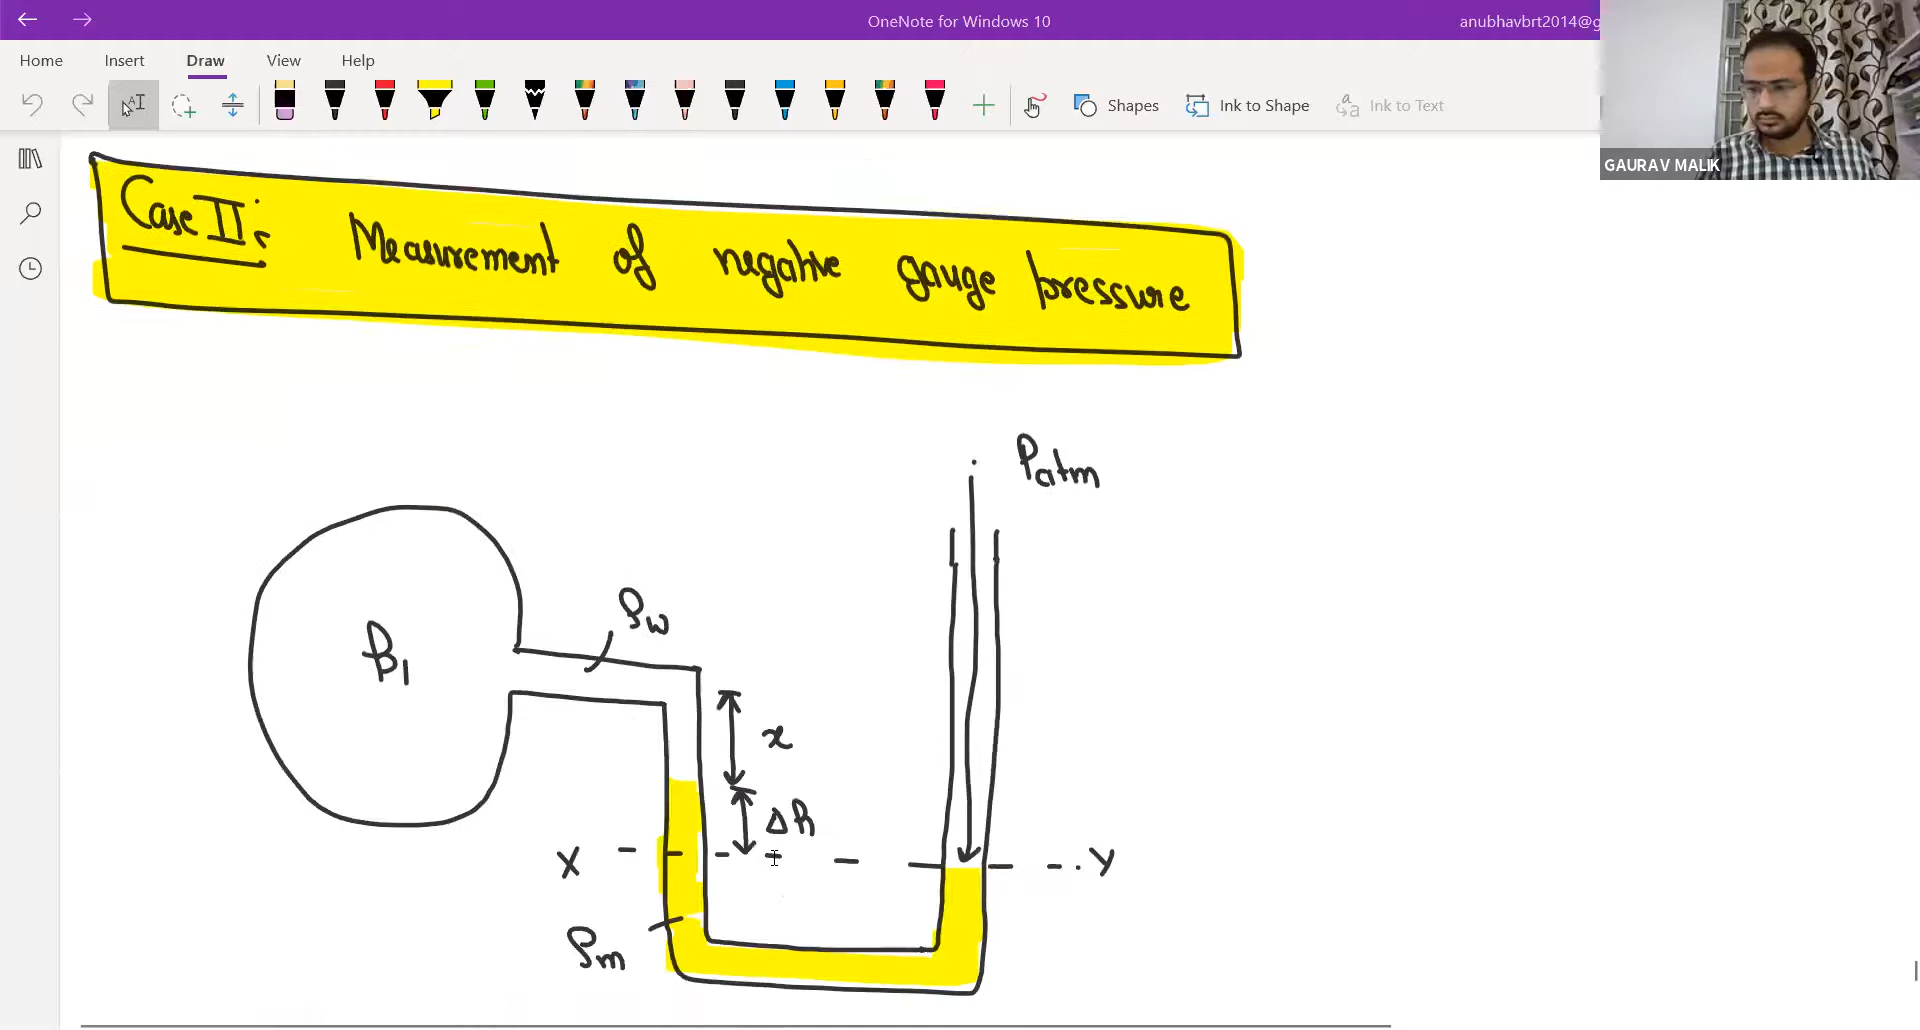 OneNote for Windows 10
anubhavbrt2014@g
Home Insert Draw View Help
Shapes Ink to Shape Ink to Text
GAURAV MALIK
Case II: Measurement of negative gauge pressure
Patm
ρw
P1
x
Δh
X Y
ρm